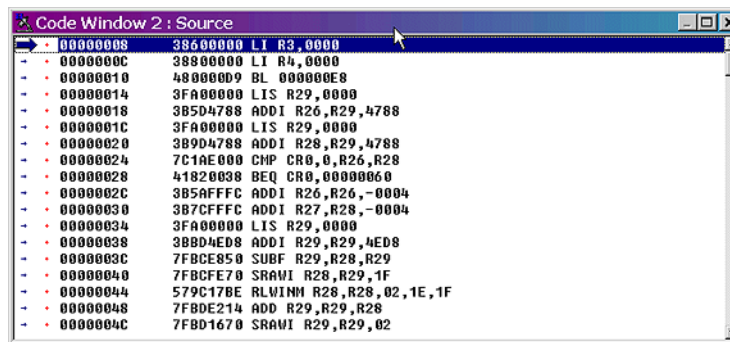 Code Window 2 : Source
00000008 38600000 LI R3,0000
0000000C 38800000 LI R4,0000
00000010 480000D9 BL 000000E8
00000014 3FA00000 LIS R29,0000
00000018 3B5D4788 ADDI R26,R29,4788
0000001C 3FA00000 LIS R29,0000
00000020 3B9D4788 ADDI R28,R29,4788
00000024 7C1AE000 CMP CR0,0,R26,R28
00000028 41820038 BEQ CR0,00000060
0000002C 3B5AFFFC ADDI R26,R26,-0004
00000030 3B7CFFFC ADDI R27,R28,-0004
00000034 3FA00000 LIS R29,0000
00000038 3BBD4ED8 ADDI R29,R29,4ED8
0000003C 7FBCE850 SUBF R29,R28,R29
00000040 7FBCFE70 SRAWI R28,R29,1F
00000044 579C17BE RLWINM R28,R28,02,1E,1F
00000048 7FBDE214 ADD R29,R29,R28
0000004C 7FBD1670 SRAWI R29,R29,02